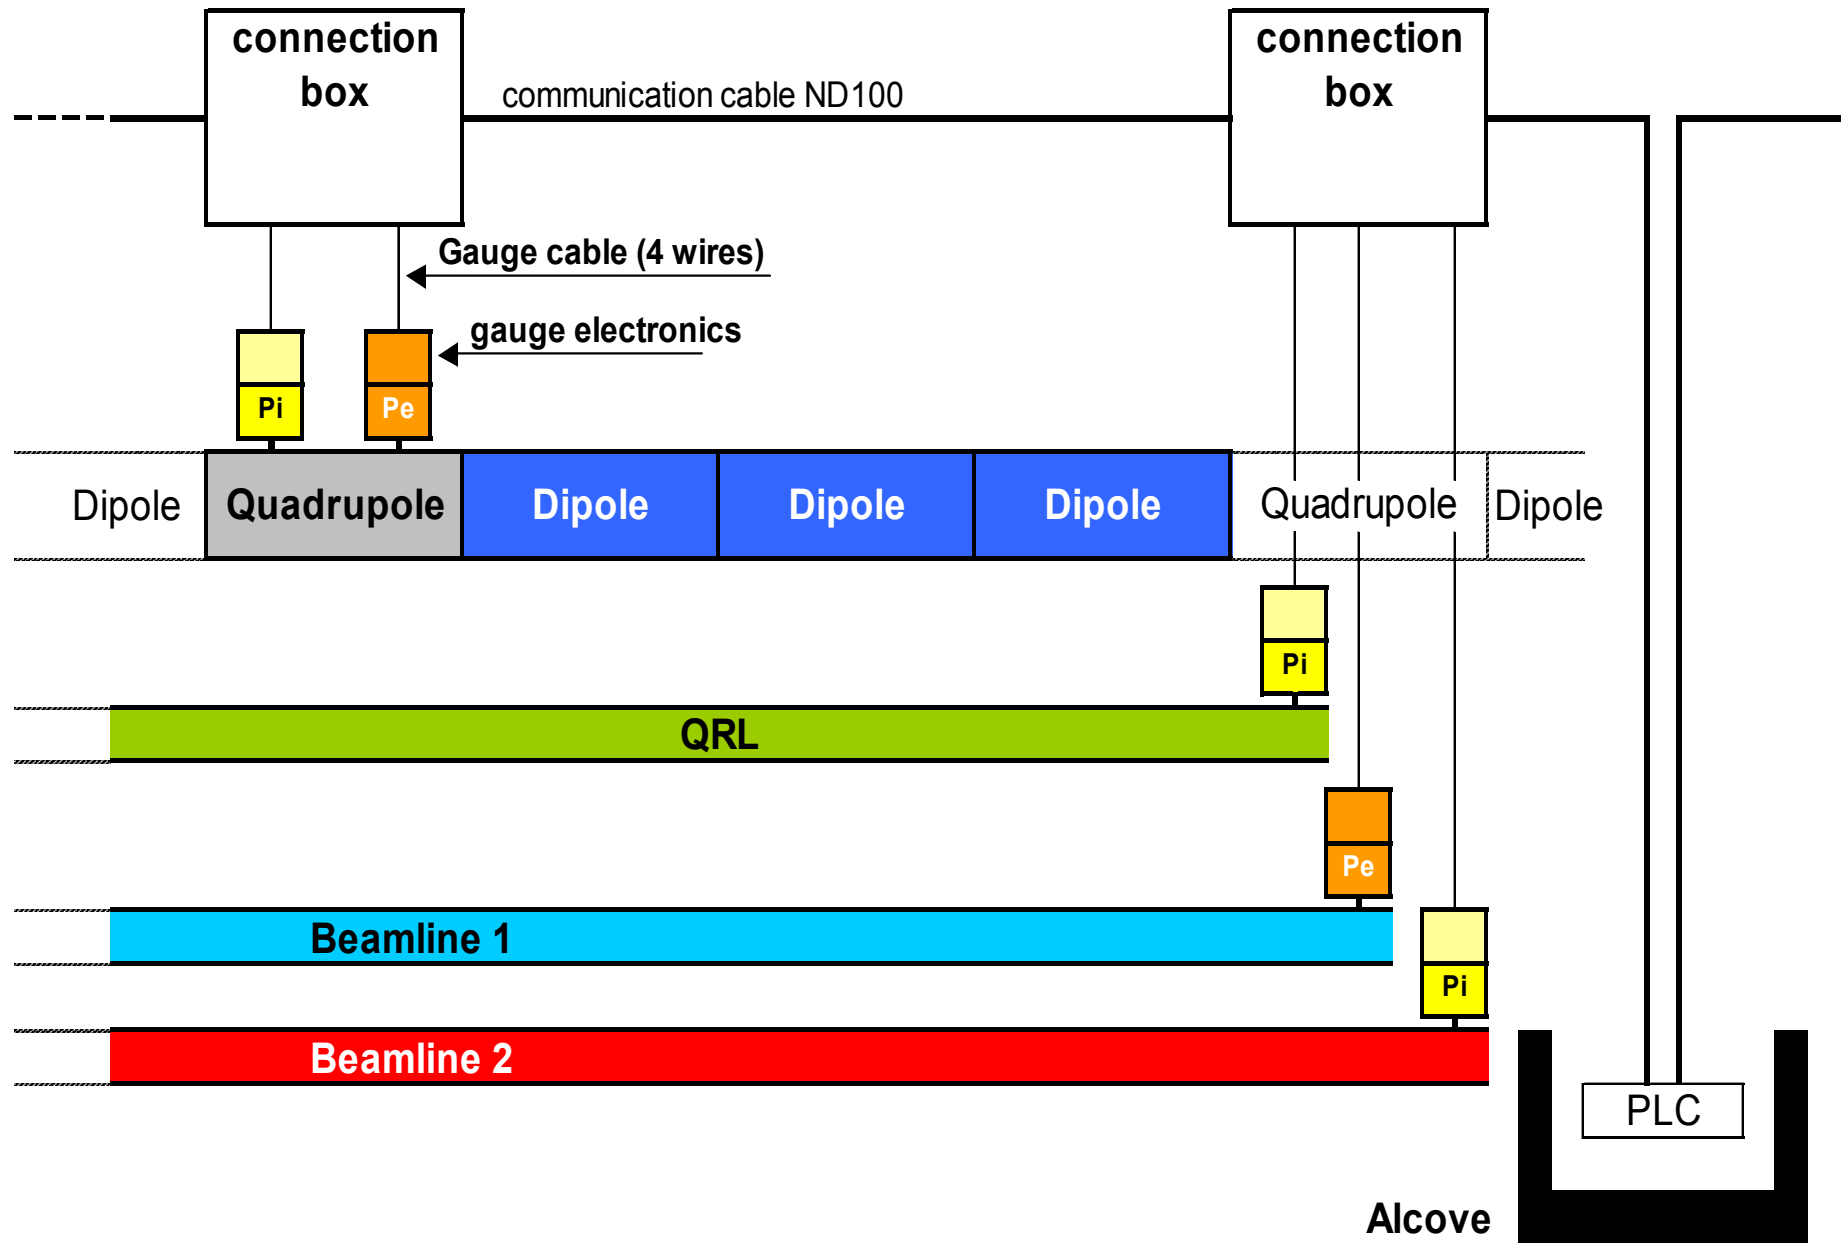 connection
box
connection
box
communication cable ND100
Gauge cable (4 wires)
gauge electronics
Pi
Pe
Dipole
Quadrupole
Dipole
Dipole
Dipole
Quadrupole
Dipole
Pi
QRL
Pe
Beamline 1
Pi
Beamline 2
PLC
Alcove